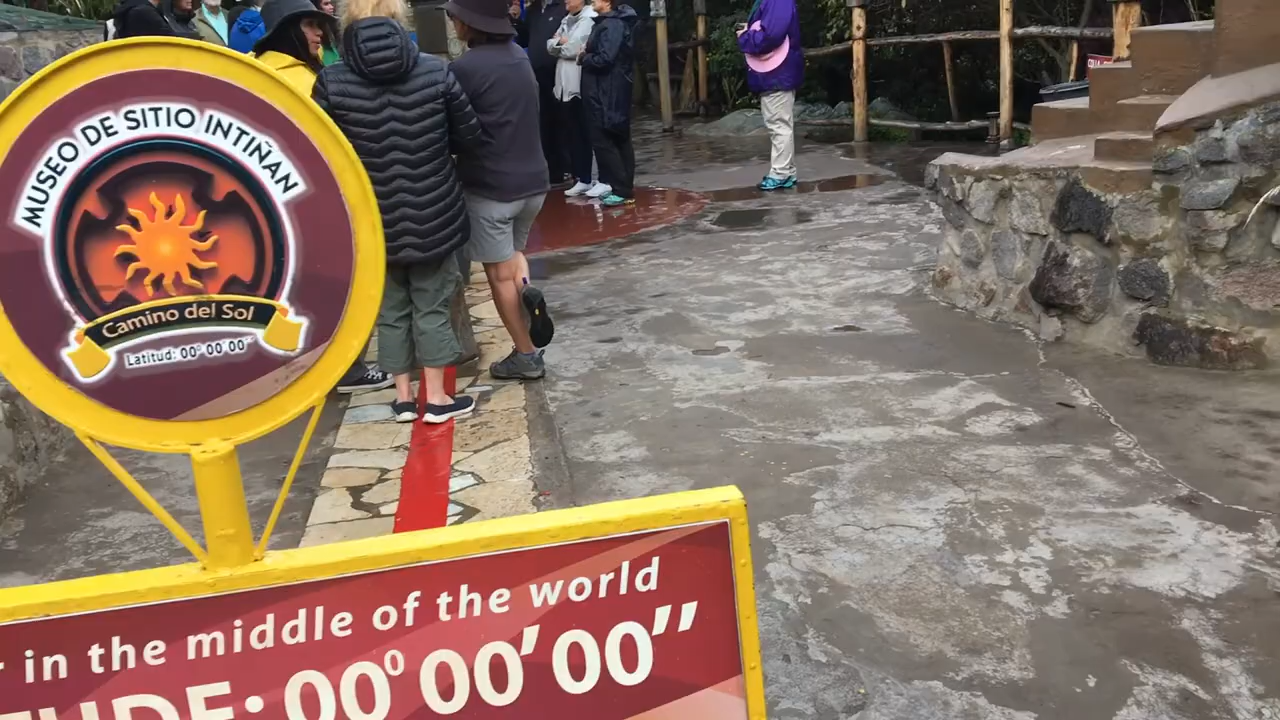 MUSEO DE SITIO INTIÑAN
Camino del Sol
Latitud: 00° 00' 00"
in the middle of the world
00° 00' 00"